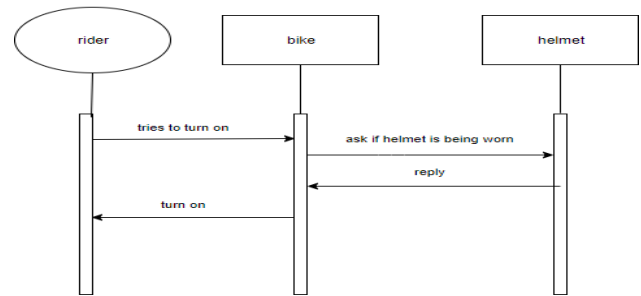 rider
bike
helmet
tries to turn on
ask if helmet is being worn
reply
turn on